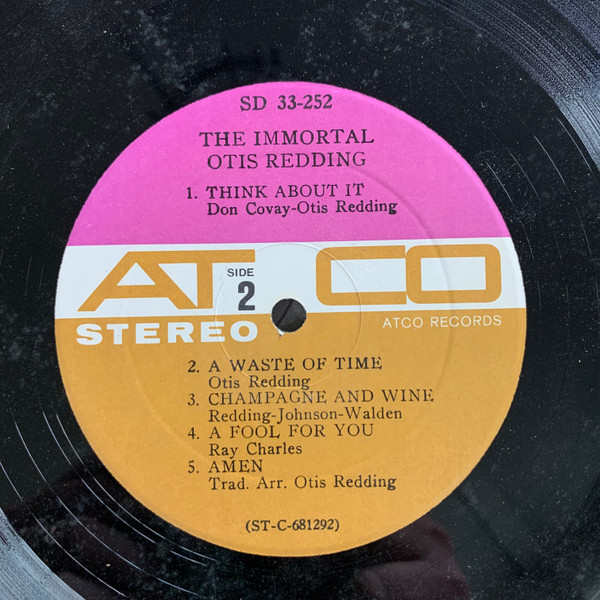 SD 33-252
THE IMMORTAL
OTIS REDDING
1. THINK ABOUT IT
Don Covay-Otis Redding
ATCO
SIDE
2
STEREO
ATCO RECORDS
2. A WASTE OF TIME
Otis Redding
3. CHAMPAGNE AND WINE
Redding-Johnson-Walden
4. A FOOL FOR YOU
Ray Charles
5. AMEN
Trad. Arr. Otis Redding
(ST-C-681292)